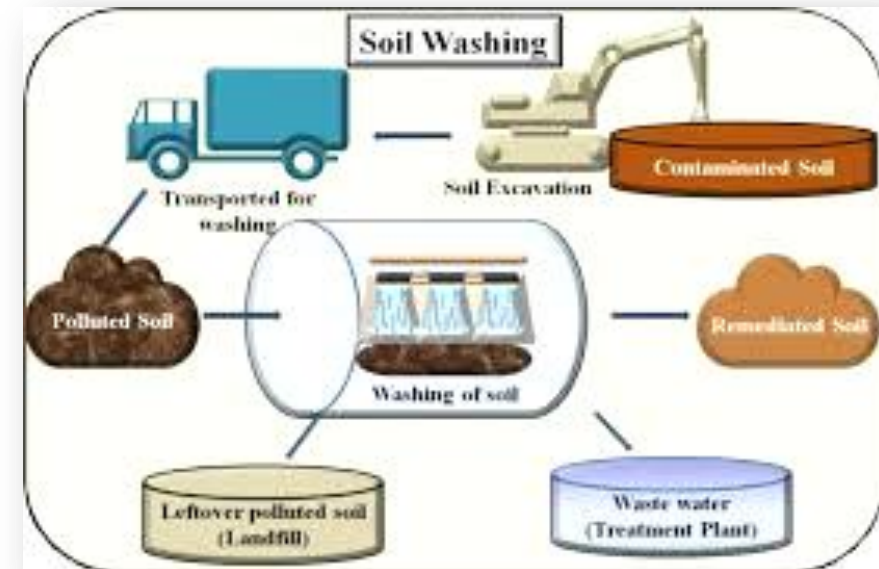 Soil Washing
Contaminated Soil
Soil Excavation
Transported for
washing
Polluted Soil
Washing of soil
Remediated Soil
Leftover polluted soil
(Landfill)
Waste water
(Treatment Plant)